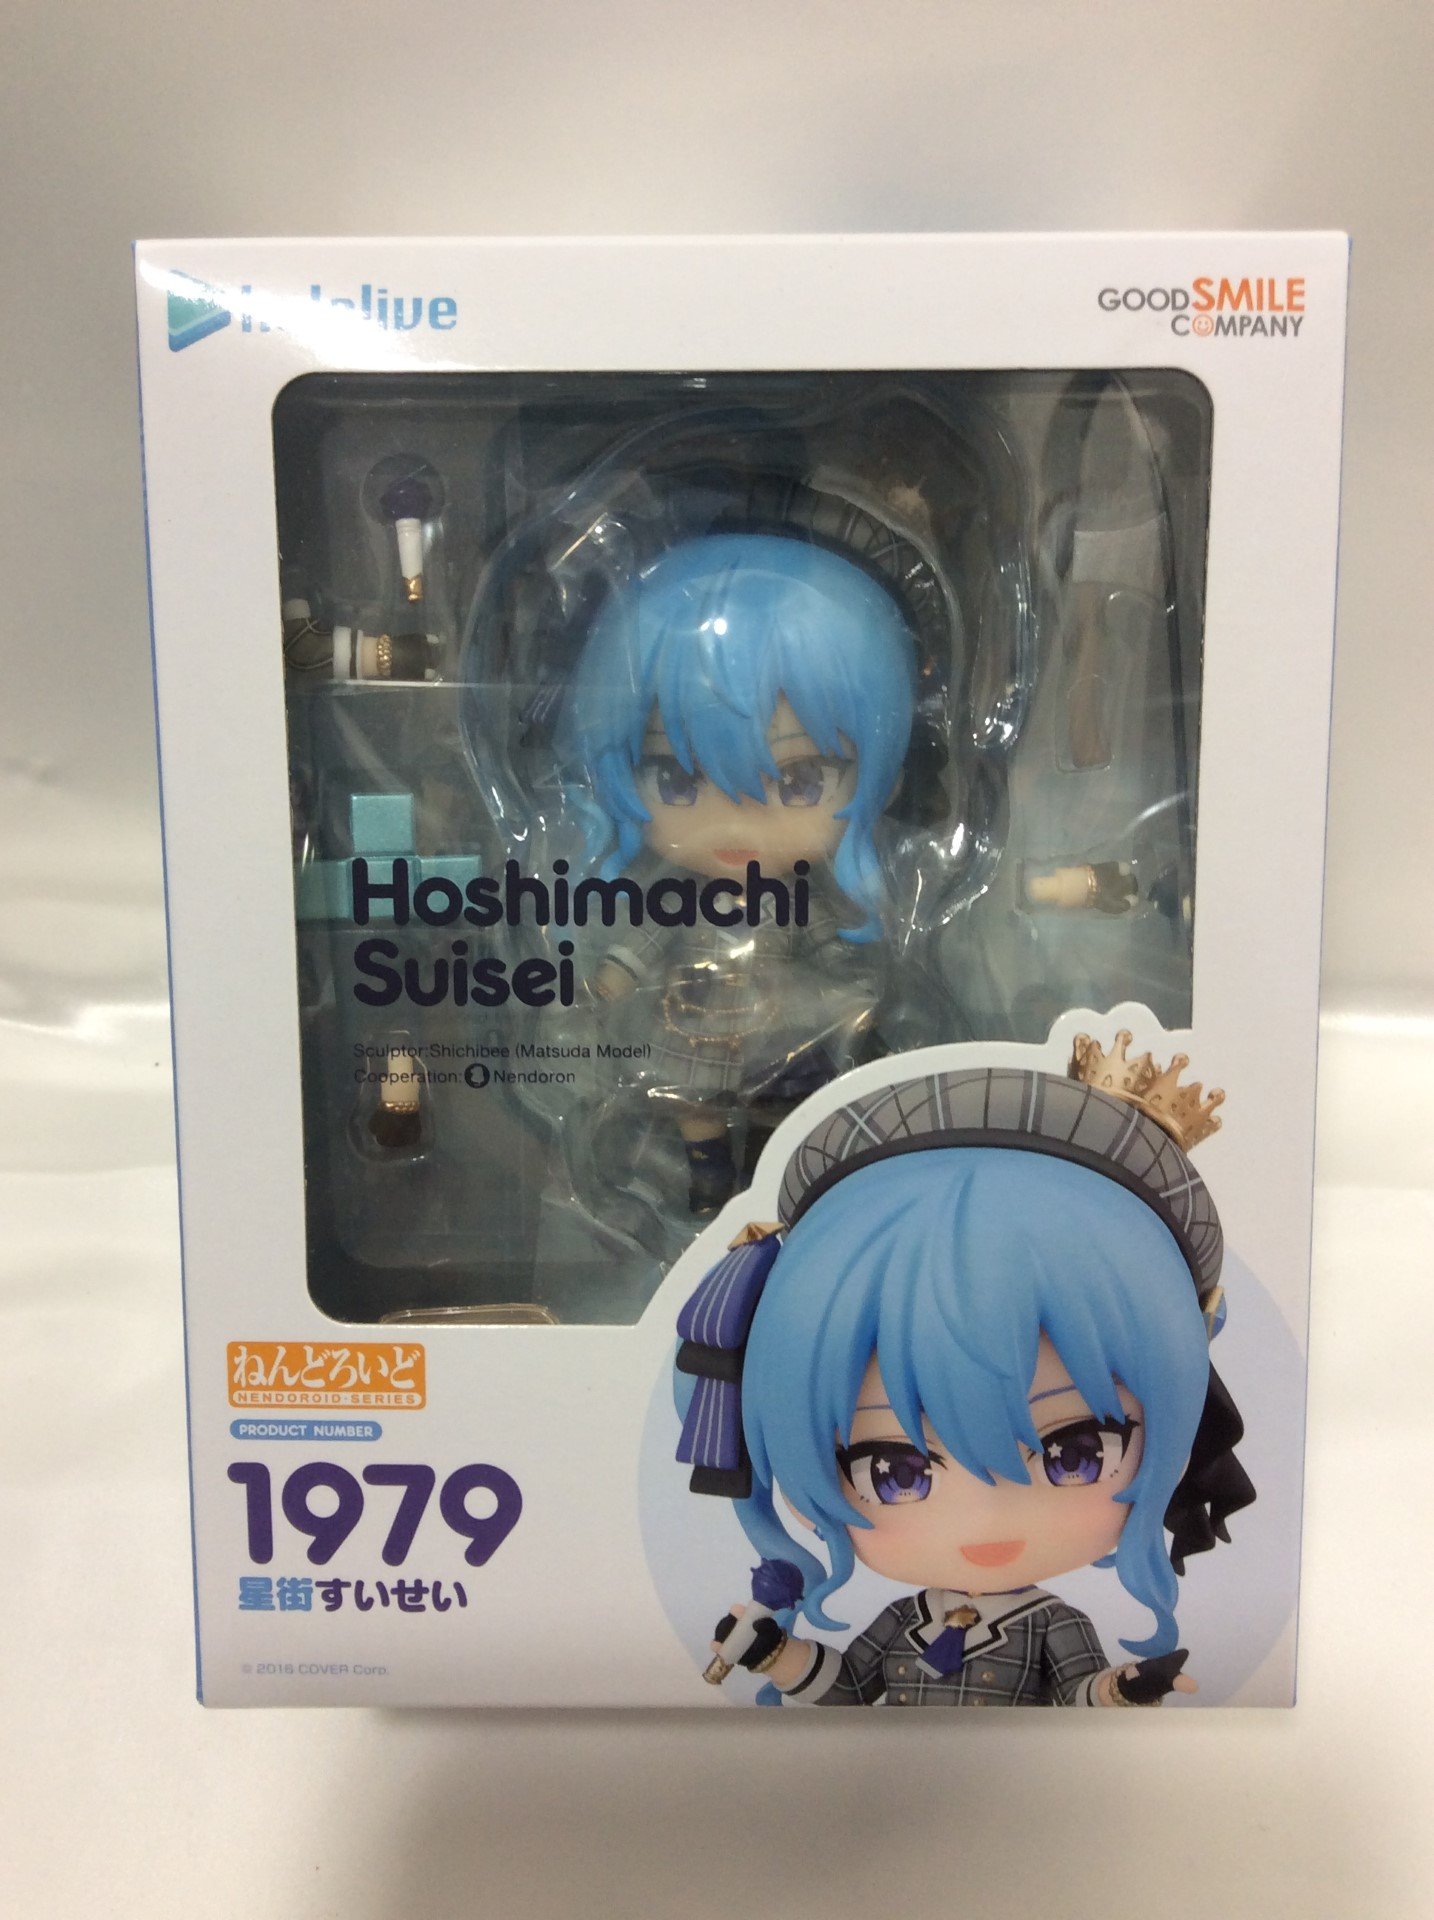 hololive
GOOD SMILE
COMPANY
Hoshimachi
Suisei
Sculptor:Shichibee (Matsuda Model)
Cooperation: Nendoron
ねんどろいど
NENDOROID·SERIES
PRODUCT NUMBER
1979
星街すいせい
© 2016 COVER Corp.